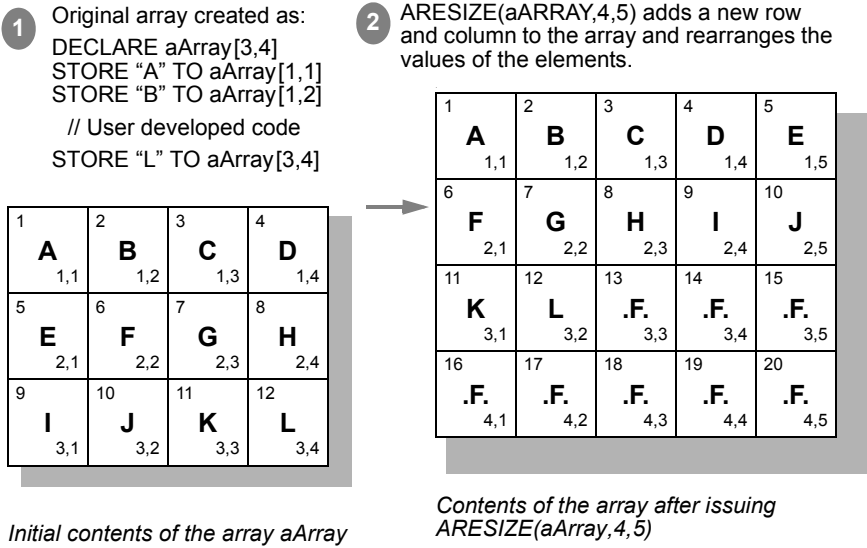 1
Original array created as:
DECLARE aArray[3,4]
STORE “A” TO aArray[1,1]
STORE “B” TO aArray[1,2]
// User developed code
STORE “L” TO aArray[3,4]
1 2 3 4
A B C D
1,1 1,2 1,3 1,4
5 6 7 8
E F G H
2,1 2,2 2,3 2,4
9 10 11 12
I J K L
3,1 3,2 3,3 3,4
Initial contents of the array aArray
2
ARESIZE(aARRAY,4,5) adds a new row
and column to the array and rearranges the
values of the elements.
1 2 3 4 5
A B C D E
1,1 1,2 1,3 1,4 1,5
6 7 8 9 10
F G H I J
2,1 2,2 2,3 2,4 2,5
11 12 13 14 15
K L .F. .F. .F.
3,1 3,2 3,3 3,4 3,5
16 17 18 19 20
.F. .F. .F. .F. .F.
4,1 4,2 4,3 4,4 4,5
Contents of the array after issuing
ARESIZE(aArray,4,5)